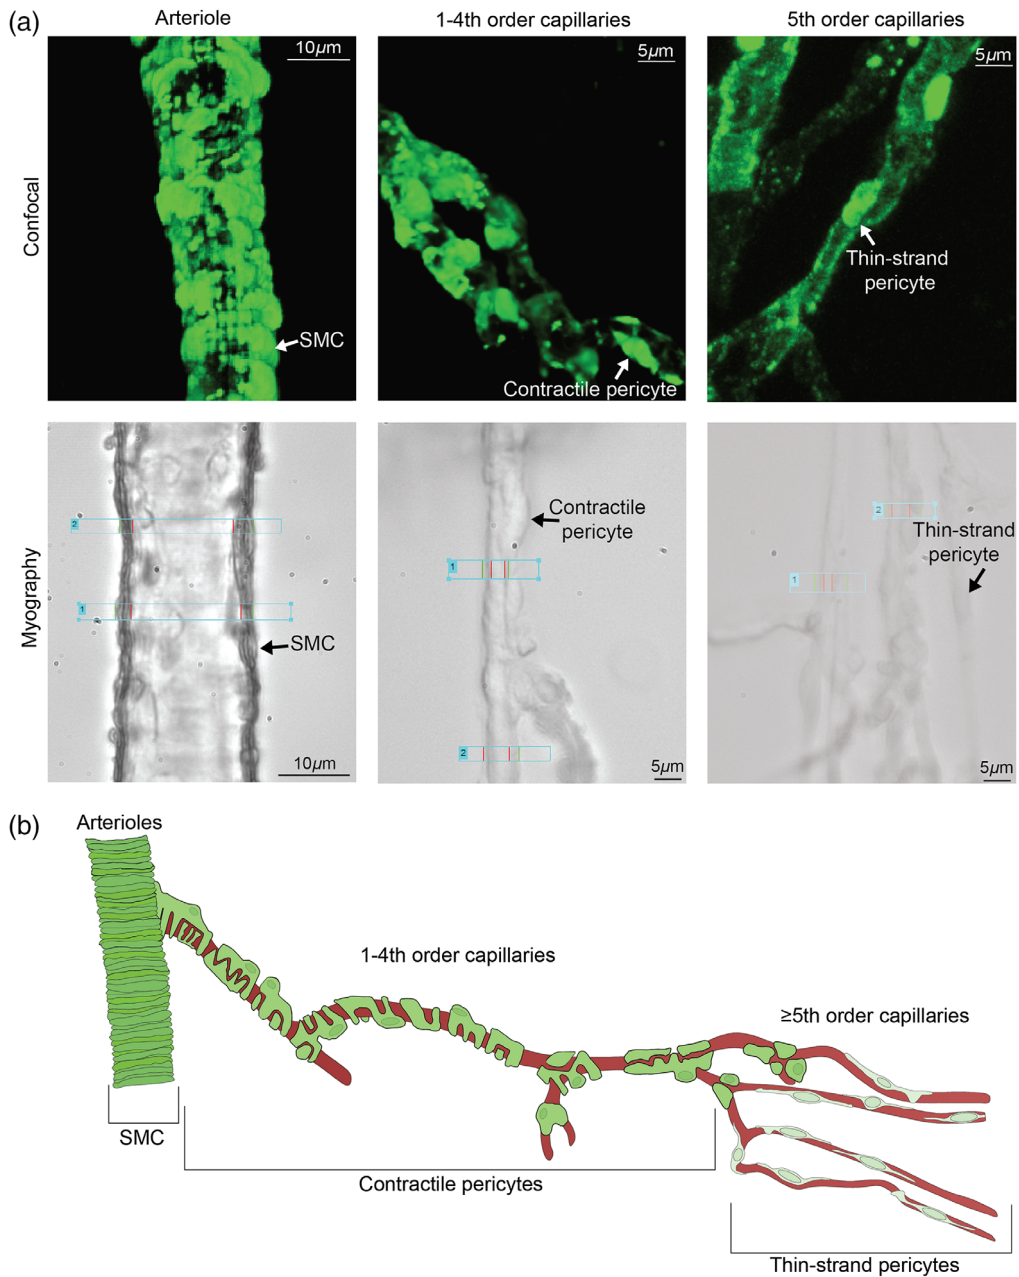 (a)
Arteriole
1-4th order capillaries
5th order capillaries
Confocal
10µm
SMC
5µm
Contractile pericyte
5µm
Thin-strand
pericyte
Myography
2
1
SMC
10µm
Contractile
pericyte
1
2
5µm
2
Thin-strand
pericyte
1
5µm
(b)
Arterioles
1-4th order capillaries
≥5th order capillaries
SMC
Contractile pericytes
Thin-strand pericytes